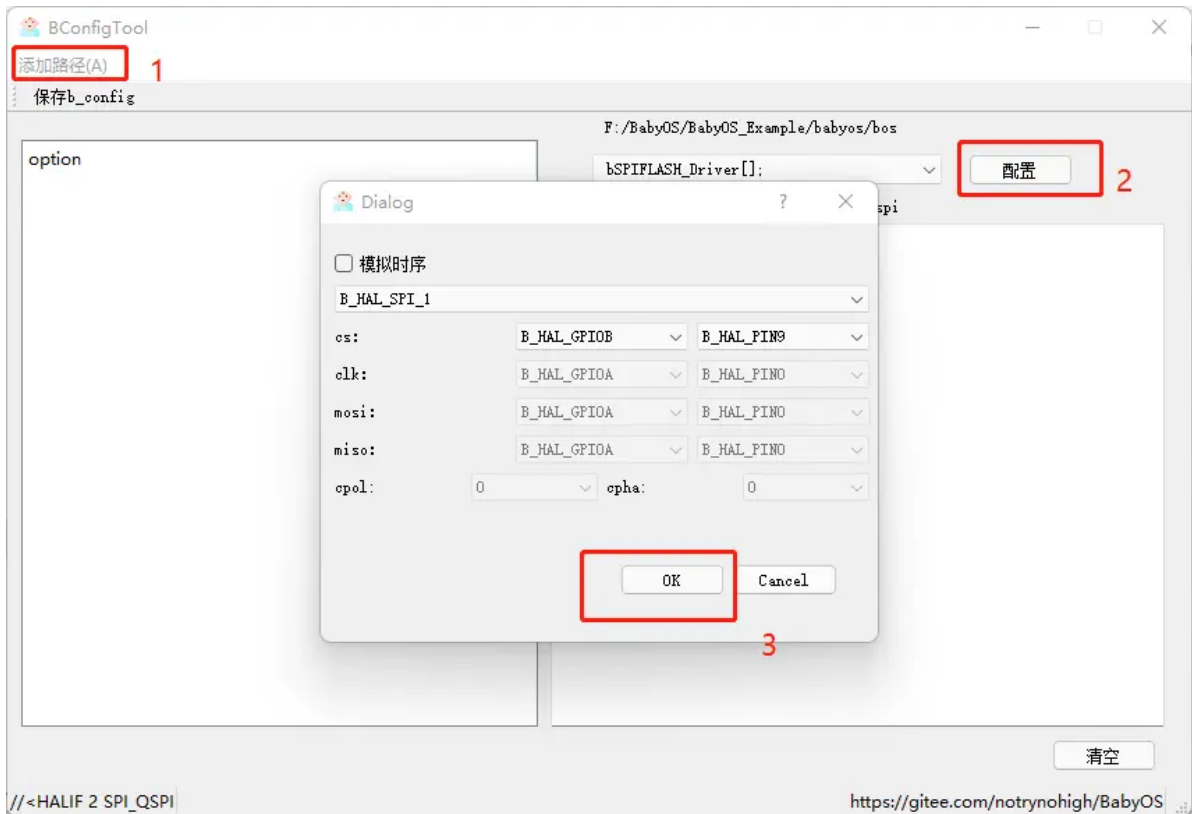 BConfigTool
添加路径(A)
1
保存b_config
F:/BabyOS/BabyOS_Example/babyos/bos
option
bSPIFLASH_Driver[];
配置
2
spi
Dialog
?
模拟时序
B_HAL_SPI_1
cs: B_HAL_GPIOB B_HAL_PIN9
clk: B_HAL_GPIOA B_HAL_PIN0
mosi: B_HAL_GPIOA B_HAL_PIN0
miso: B_HAL_GPIOA B_HAL_PIN0
cpol: 0 cpha: 0
OK Cancel
3
清空
//<HALIF 2 SPI_QSPI https://gitee.com/notrynohigh/BabyOS